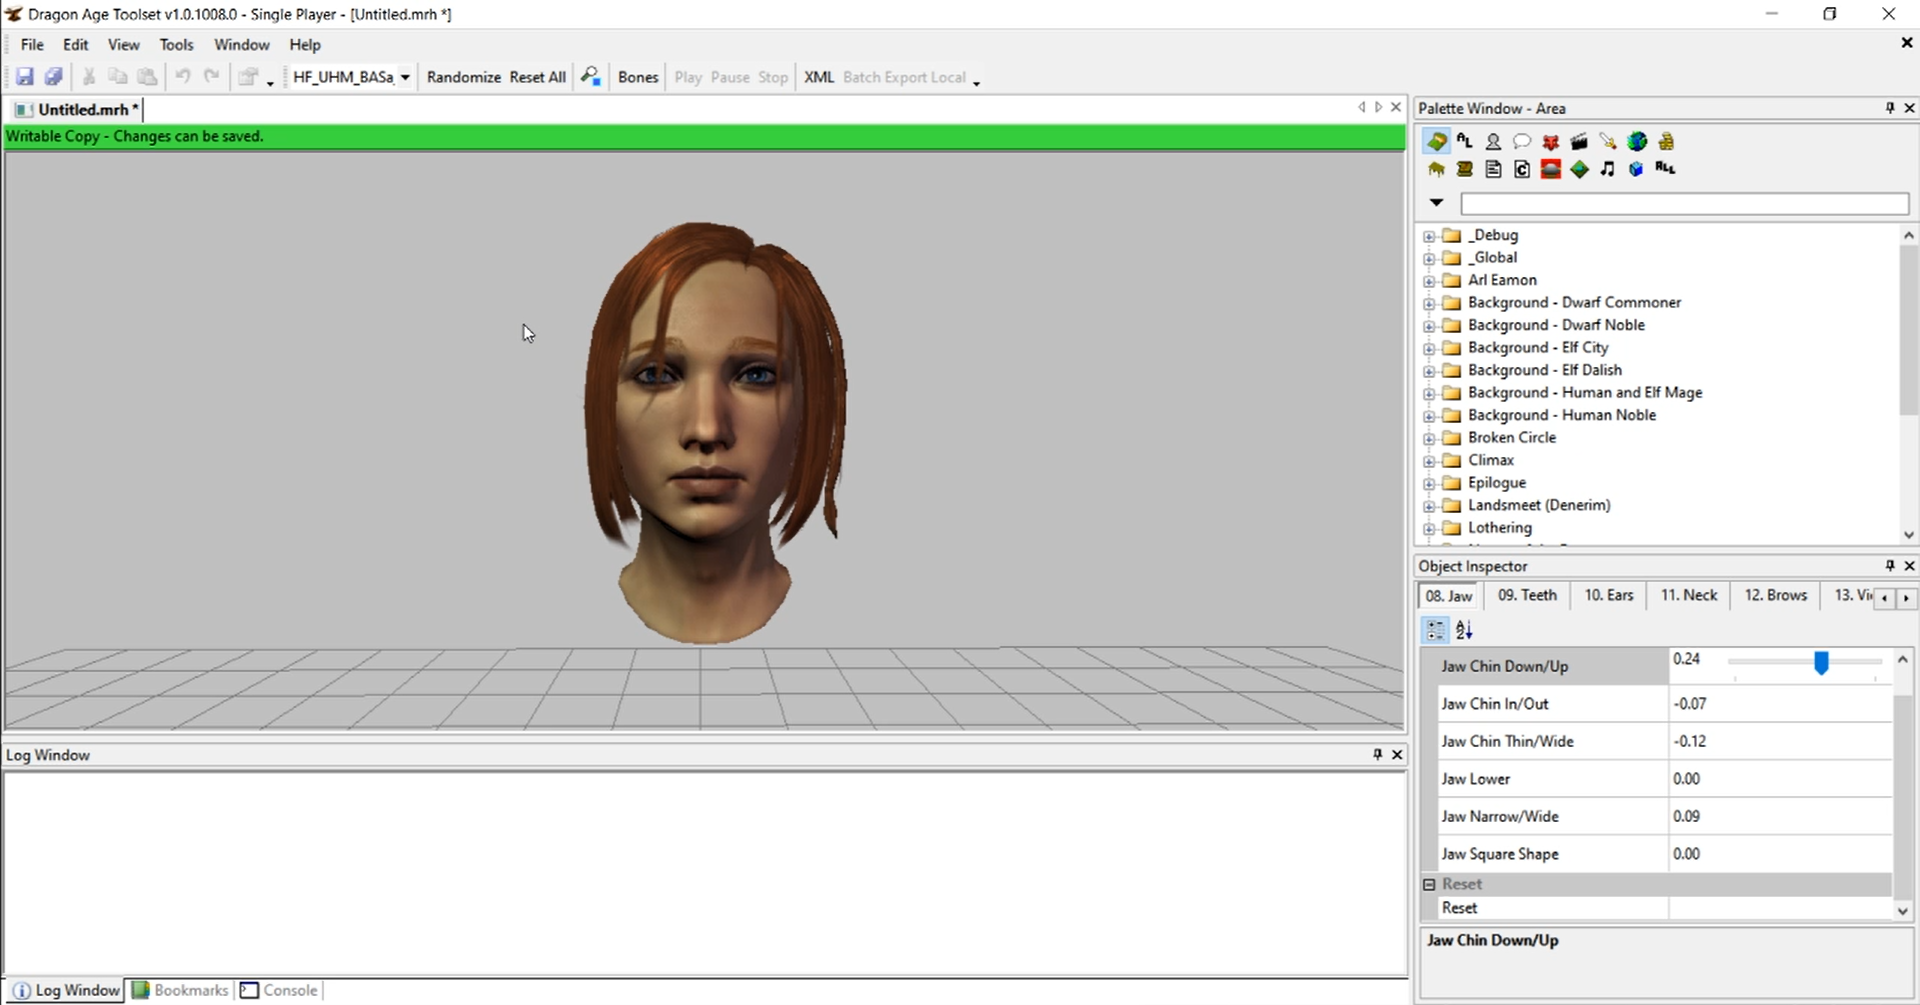 Dragon Age Toolset v1.0.1008.0 - Single Player - [Untitled.mrh *]
File Edit View Tools Window Help
HF_UHM_BASa Randomize Reset All Bones Play Pause Stop XML Batch Export Local
Untitled.mrh *
Writable Copy - Changes can be saved.
Palette Window - Area
_Debug
_Global
Arl Eamon
Background - Dwarf Commoner
Background - Dwarf Noble
Background - Elf City
Background - Elf Dalish
Background - Human and Elf Mage
Background - Human Noble
Broken Circle
Climax
Epilogue
Landsmeet (Denerim)
Lothering
Object Inspector
08. Jaw 09. Teeth 10. Ears 11. Neck 12. Brows 13.
Jaw Chin Down/Up 0.24
Jaw Chin In/Out -0.07
Jaw Chin Thin/Wide -0.12
Jaw Lower 0.00
Jaw Narrow/Wide 0.09
Jaw Square Shape 0.00
Reset
Reset
Jaw Chin Down/Up
Log Window
Log Window Bookmarks Console